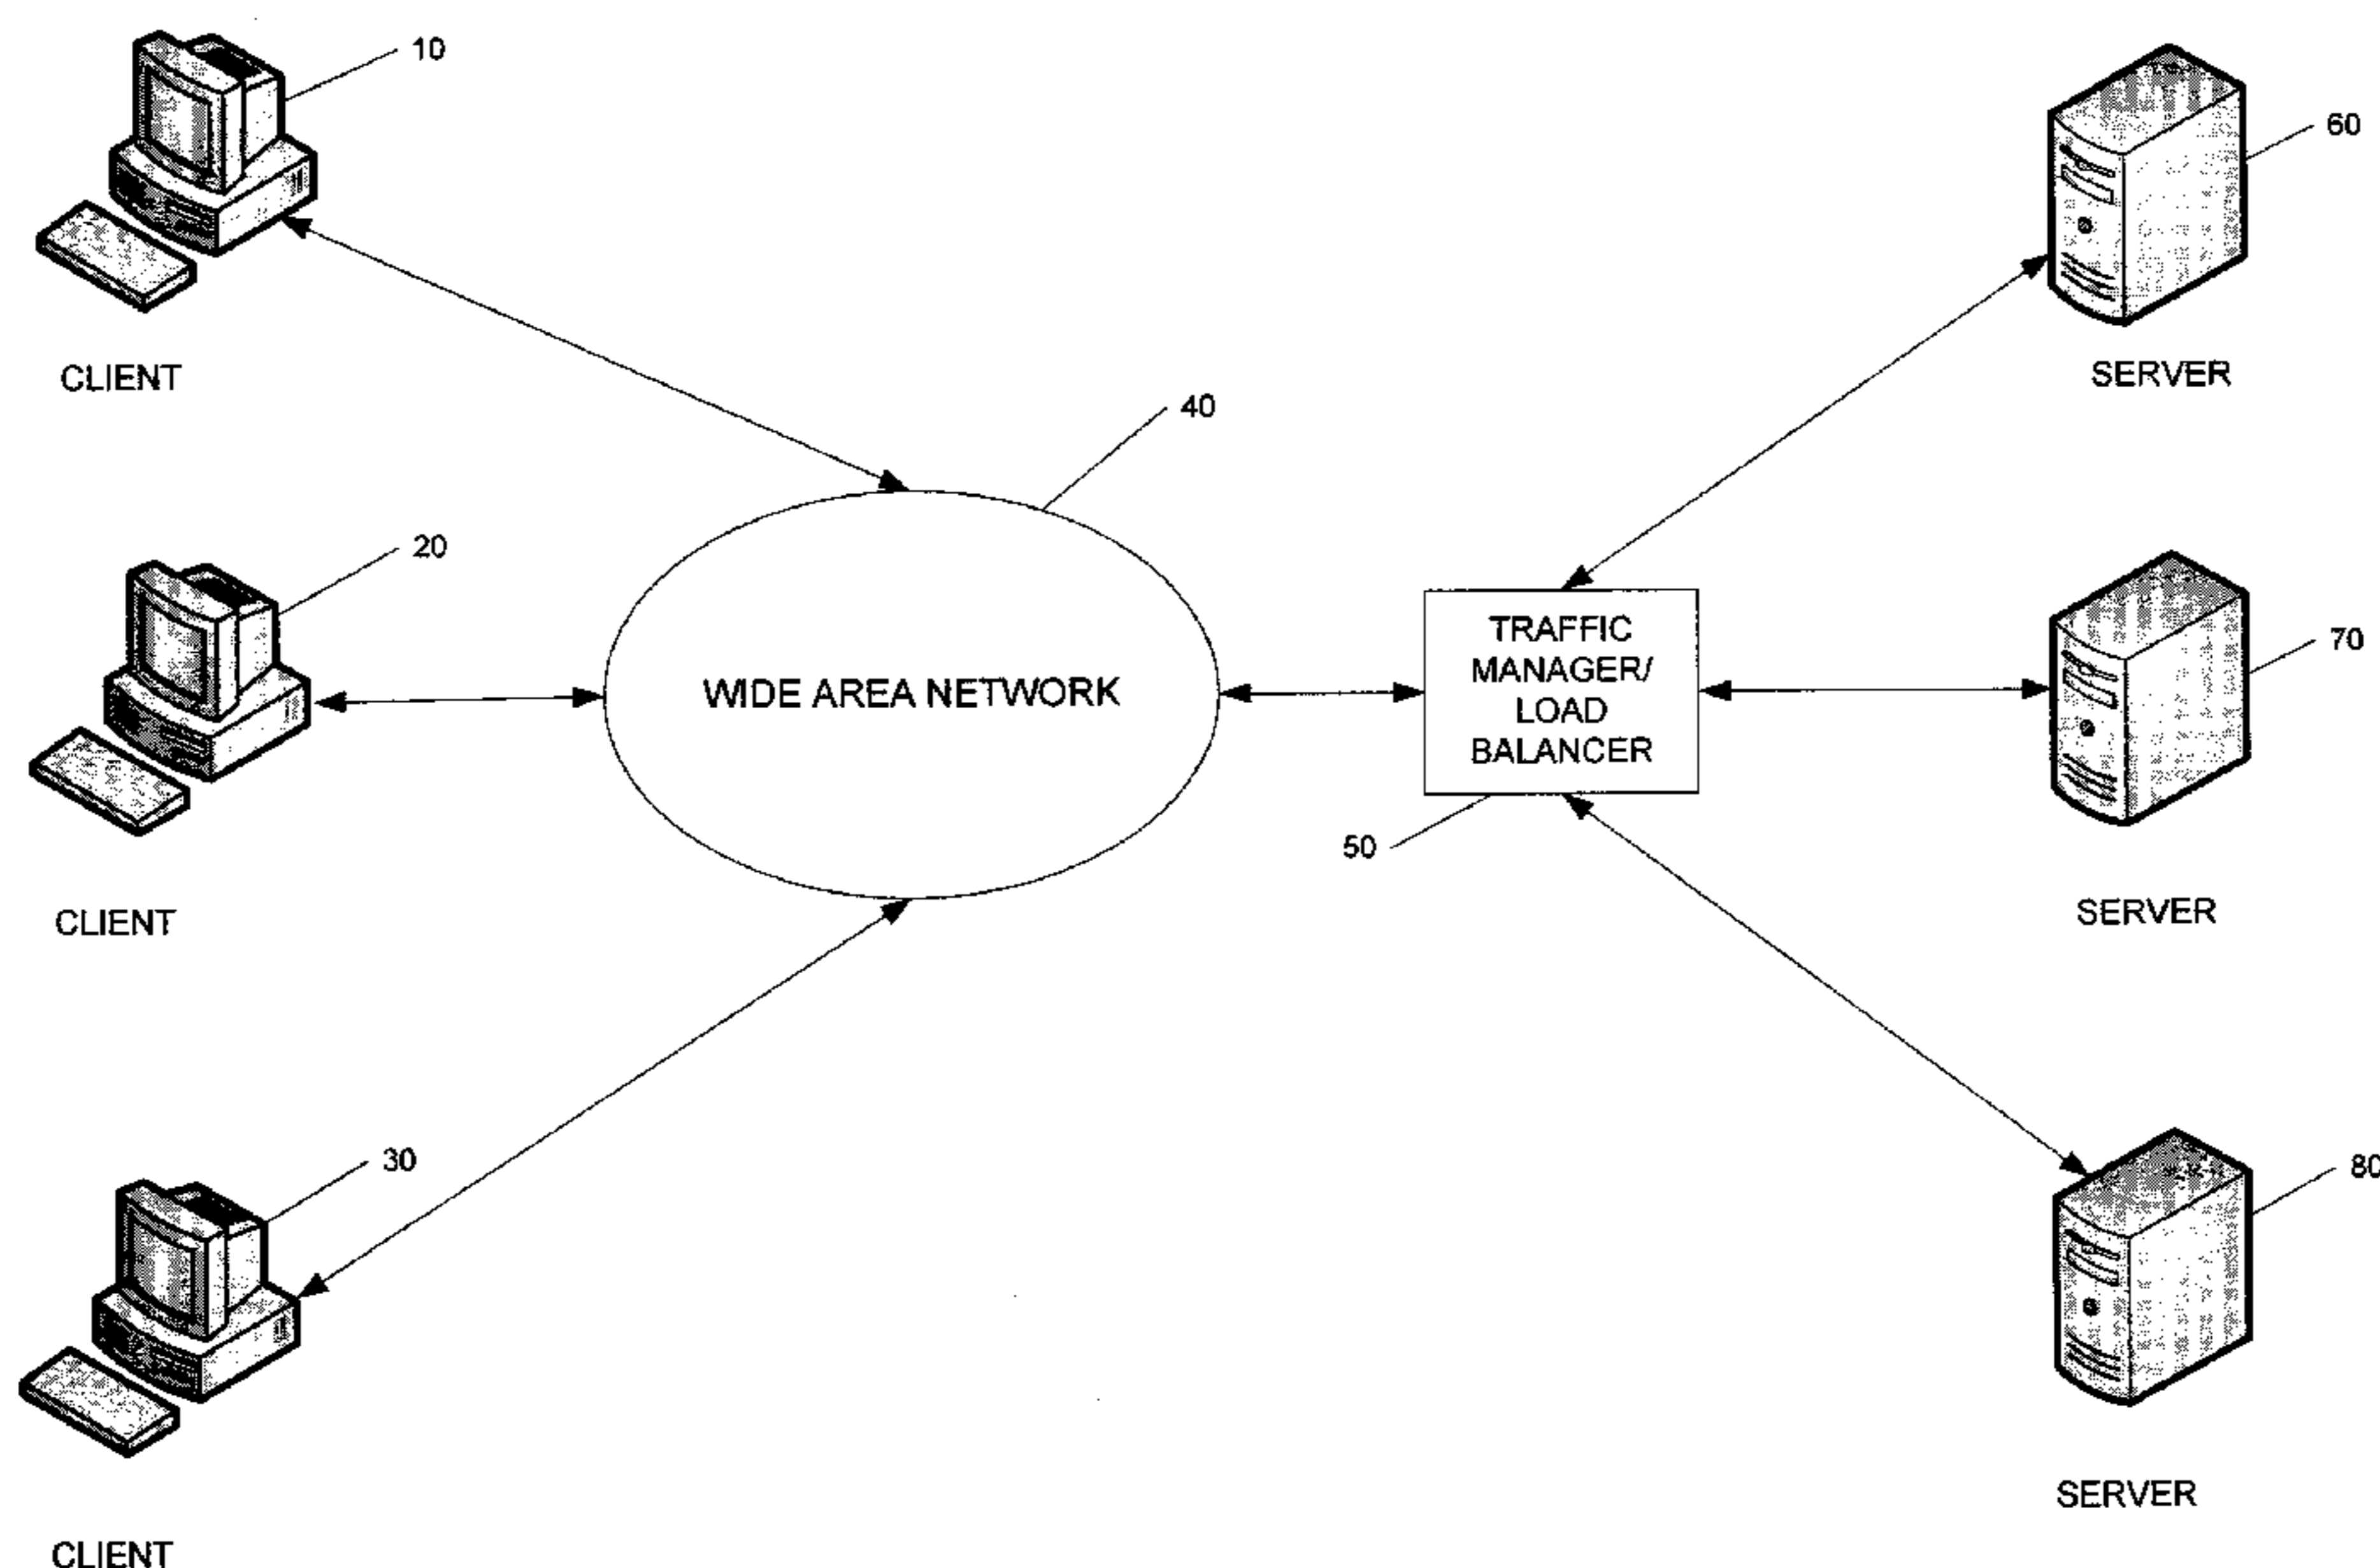 10
60
CLIENT
SERVER
40
20
TRAFFIC
MANAGER/
LOAD
BALANCER
70
WIDE AREA NETWORK
50
CLIENT
SERVER
30
80
SERVER
CLIENT